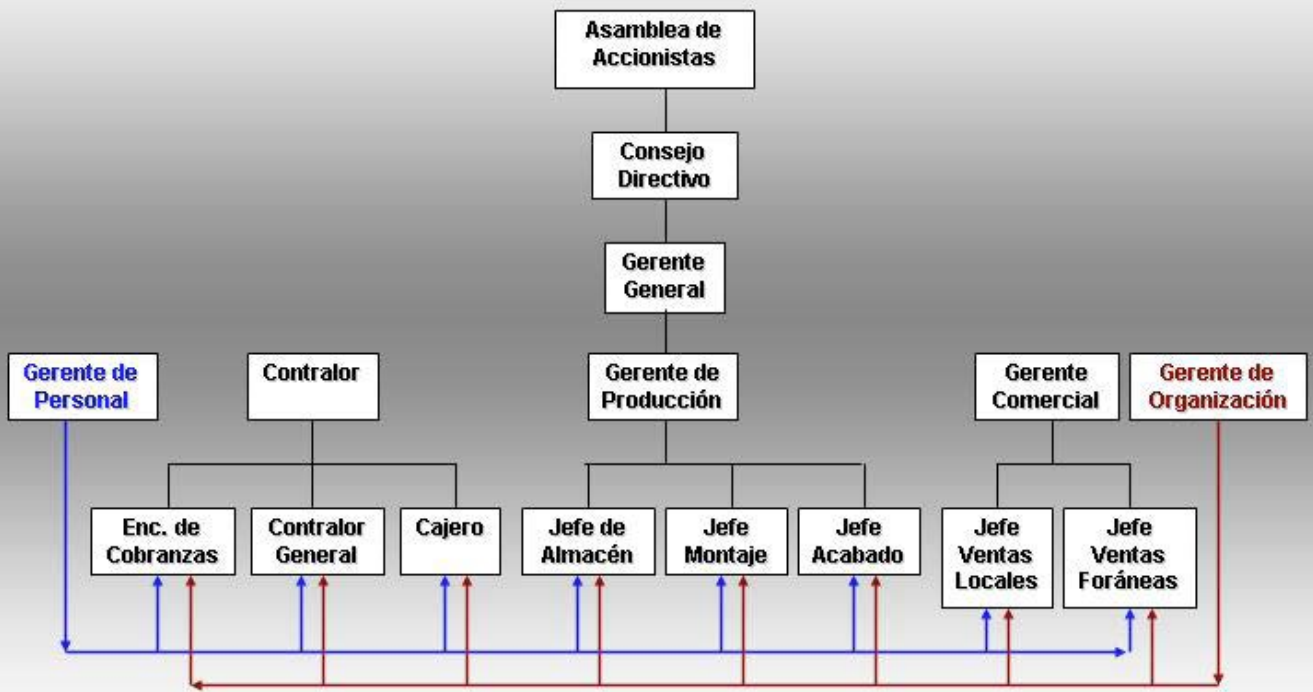 Asamblea de
Accionistas
Consejo
Directivo
Gerente
General
Gerente de
Personal
Contralor
Gerente de
Producción
Gerente
Comercial
Gerente de
Organización
Enc. de
Cobranzas
Contralor
General
Cajero
Jefe de
Almacén
Jefe
Montaje
Jefe
Acabado
Jefe
Ventas
Locales
Jefe
Ventas
Foráneas